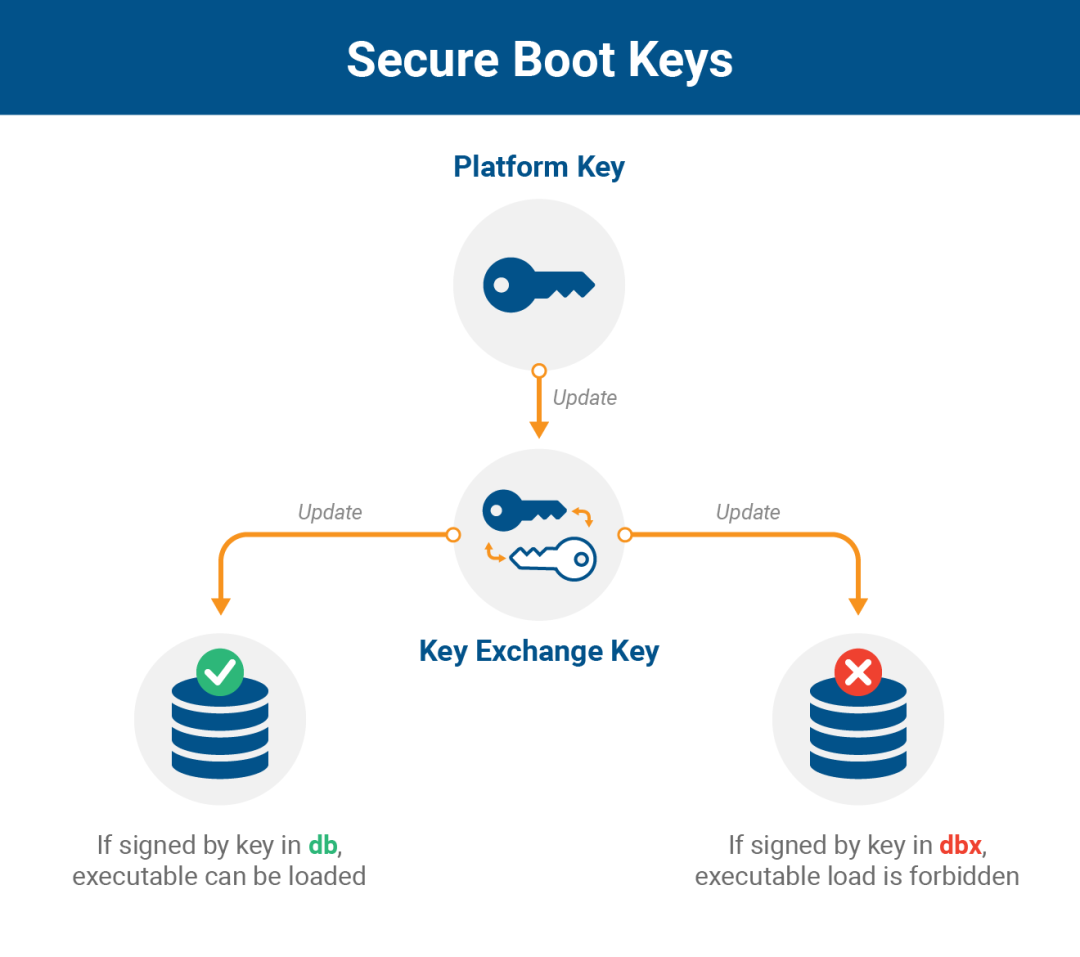 Secure Boot Keys
Platform Key
Update
Update
Update
Key Exchange Key
If signed by key in db,
executable can be loaded
If signed by key in dbx,
executable load is forbidden